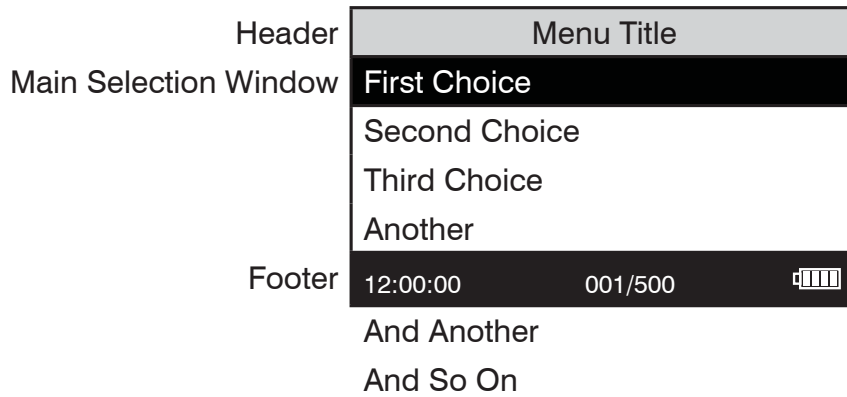 Header Menu Title
Main Selection Window First Choice
Second Choice
Third Choice
Another
Footer 12:00:00 001/500
And Another
And So On